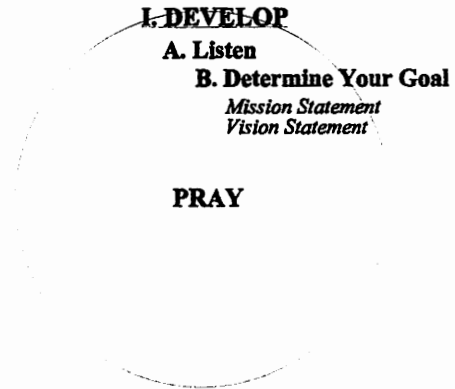 I. DEVELOP
A. Listen
B. Determine Your Goal
Mission Statement
Vision Statement
PRAY